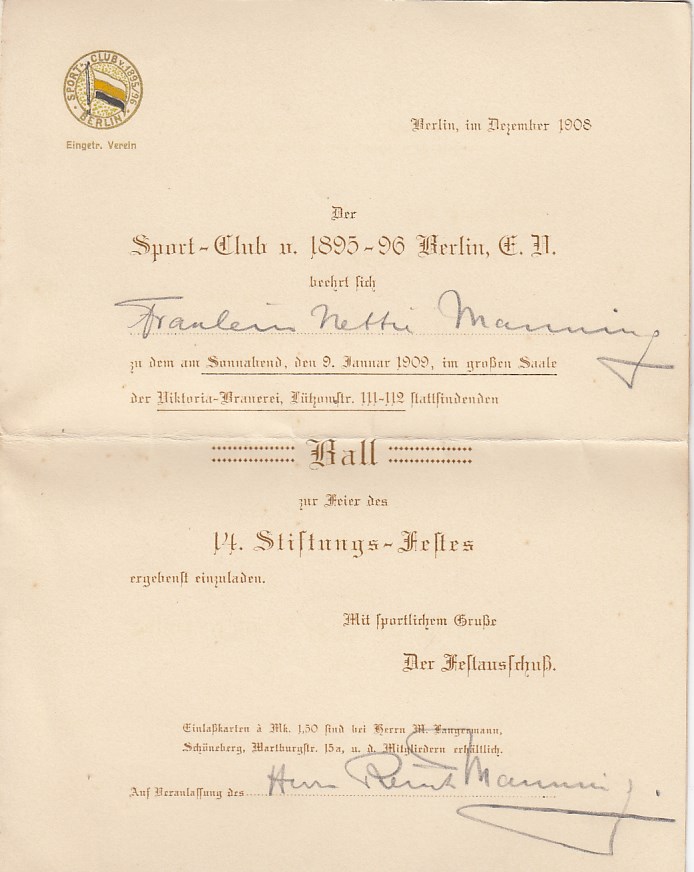 SPORT-CLUB v. 1895/96
BERLIN
Eingetr. Verein
Berlin, im Dezember 1908
Der
Sport-Club v. 1895-96 Berlin, E. V.
beehrt sich
Fräulein Nettie Manning
zu dem am Sonnabend, den 9. Januar 1909, im großen Saale
der Viktoria-Brauerei, Lützowstr. 111-112 stattfindenden
Ball
zur Feier des
14. Stiftungs-Festes
ergebenst einzuladen.
Mit sportlichem Gruße
Der Festausschuß.
Einlaßkarten à Mk. 1,50 sind bei Herrn M. Langermann,
Schöneberg, Wartburgstr. 15a, u. d. Mitgliedern erhältlich.
Auf Veranlassung des Herrn Manning.